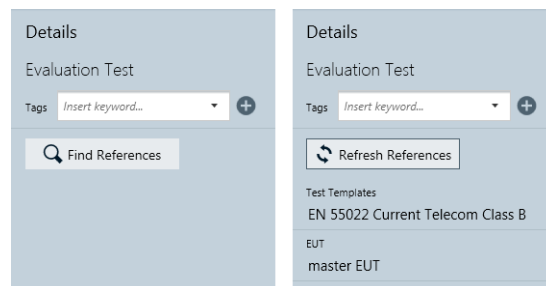 Details
Evaluation Test
Tags Insert keyword...
Find References
Details
Evaluation Test
Tags Insert keyword...
Refresh References
Test Templates
EN 55022 Current Telecom Class B
EUT
master EUT